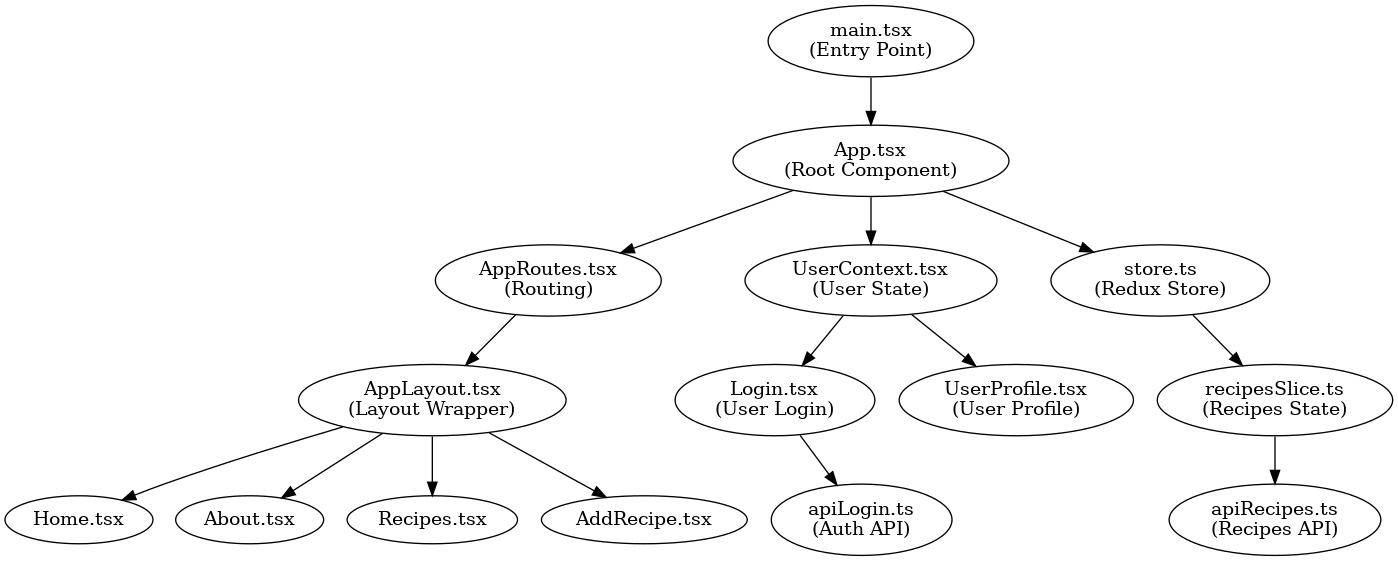 main.tsx
(Entry Point)
App.tsx
(Root Component)
AppRoutes.tsx
(Routing)
UserContext.tsx
(User State)
store.ts
(Redux Store)
AppLayout.tsx
(Layout Wrapper)
Login.tsx
(User Login)
UserProfile.tsx
(User Profile)
recipesSlice.ts
(Recipes State)
Home.tsx
About.tsx
Recipes.tsx
AddRecipe.tsx
apiLogin.ts
(Auth API)
apiRecipes.ts
(Recipes API)